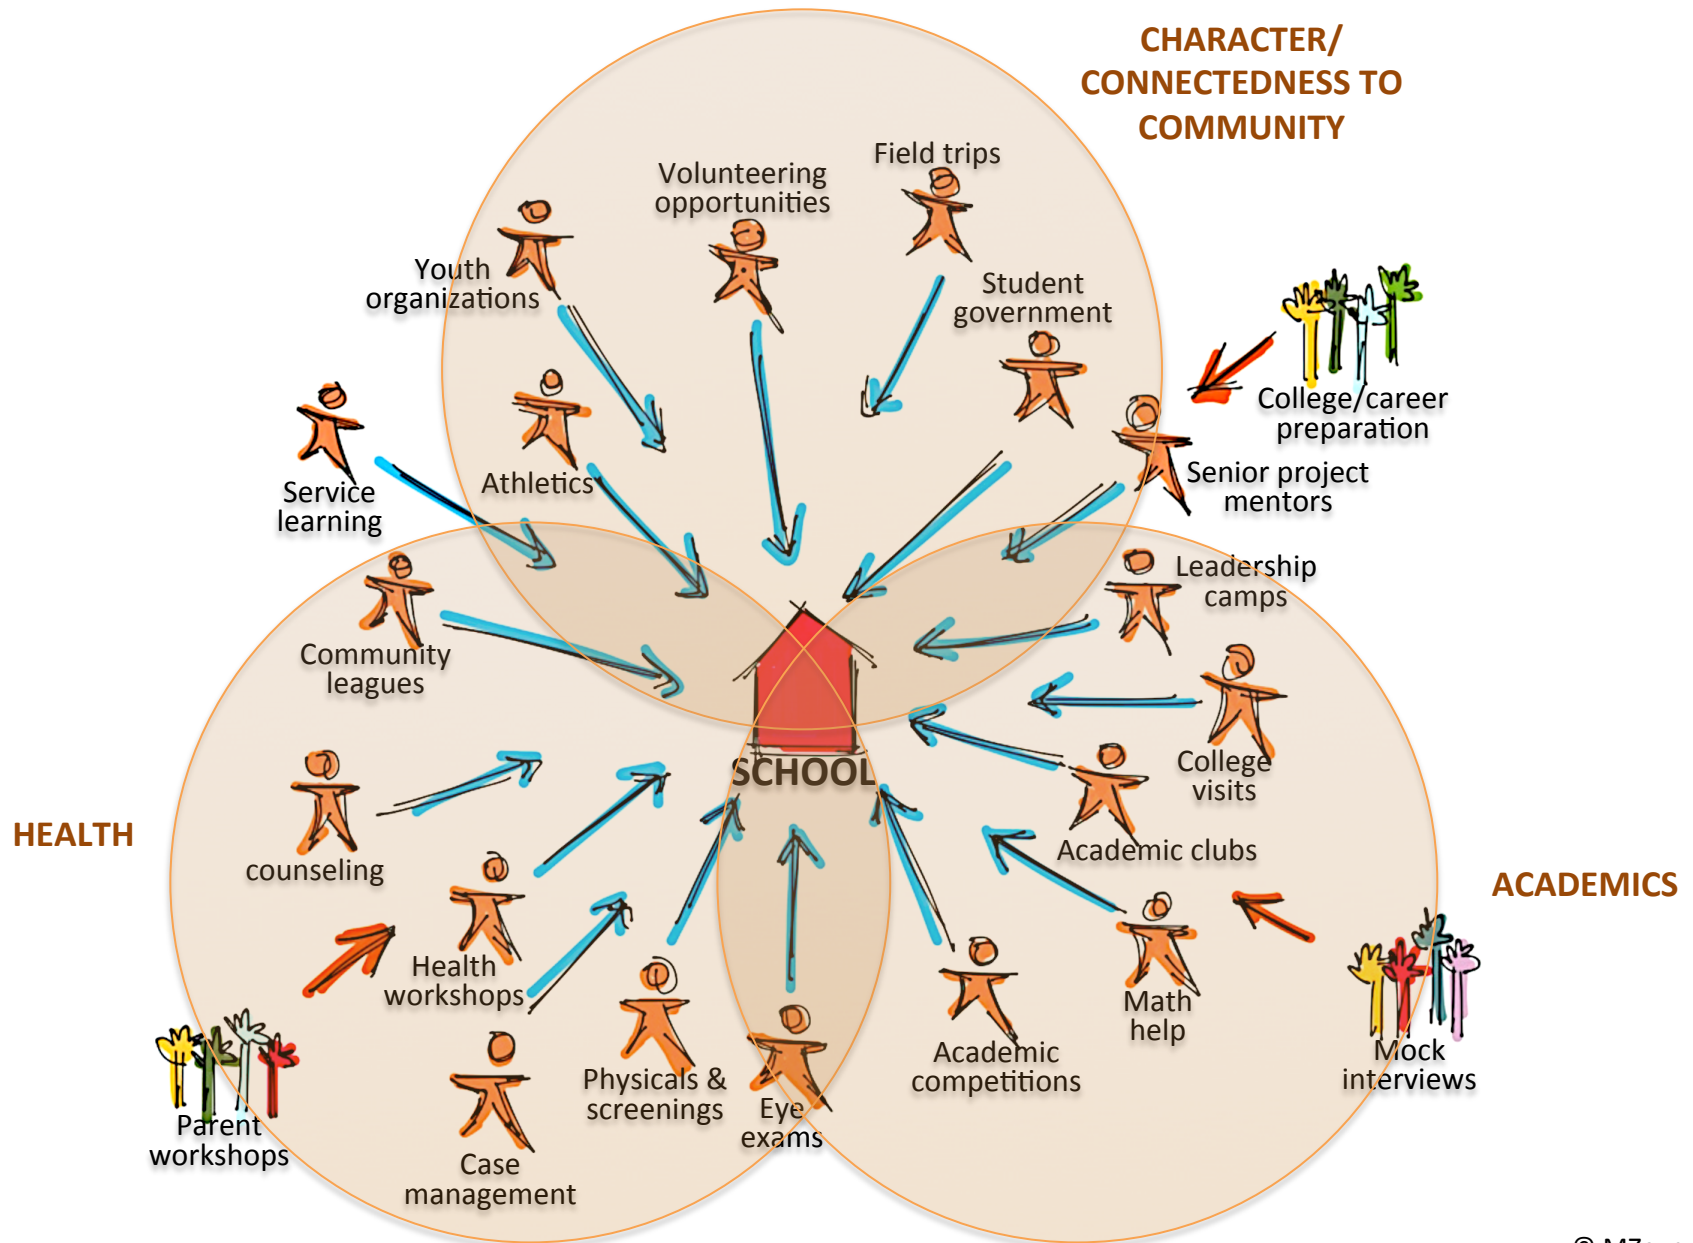 CHARACTER/
CONNECTEDNESS TO
COMMUNITY
Field trips
Volunteering
opportunities
Youth
organizations
Student
government
College/career
preparation
Athletics
Service
learning
Senior project
mentors
Leadership
camps
Community
leagues
College
visits
SCHOOL
HEALTH
counseling
Academic clubs
ACADEMICS
Health
workshops
Math
help
Mock
interviews
Academic
competitions
Physicals &
screenings
Eye
exams
Parent
workshops
Case
management